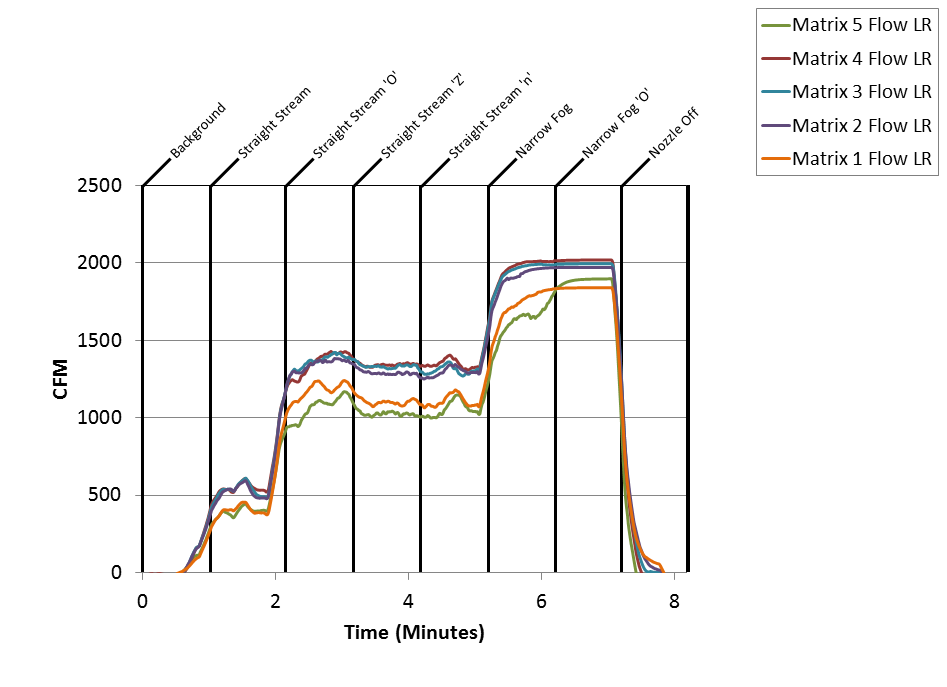 Matrix 5 Flow LR
Matrix 4 Flow LR
Matrix 3 Flow LR
Matrix 2 Flow LR
Matrix 1 Flow LR
Background
Straight Stream
Straight Stream 'O'
Straight Stream 'Z'
Straight Stream 'n'
Narrow Fog
Narrow Fog 'O'
Nozzle Off
2500
2000
1500
1000
500
0
CFM
0 2 4 6 8
Time (Minutes)